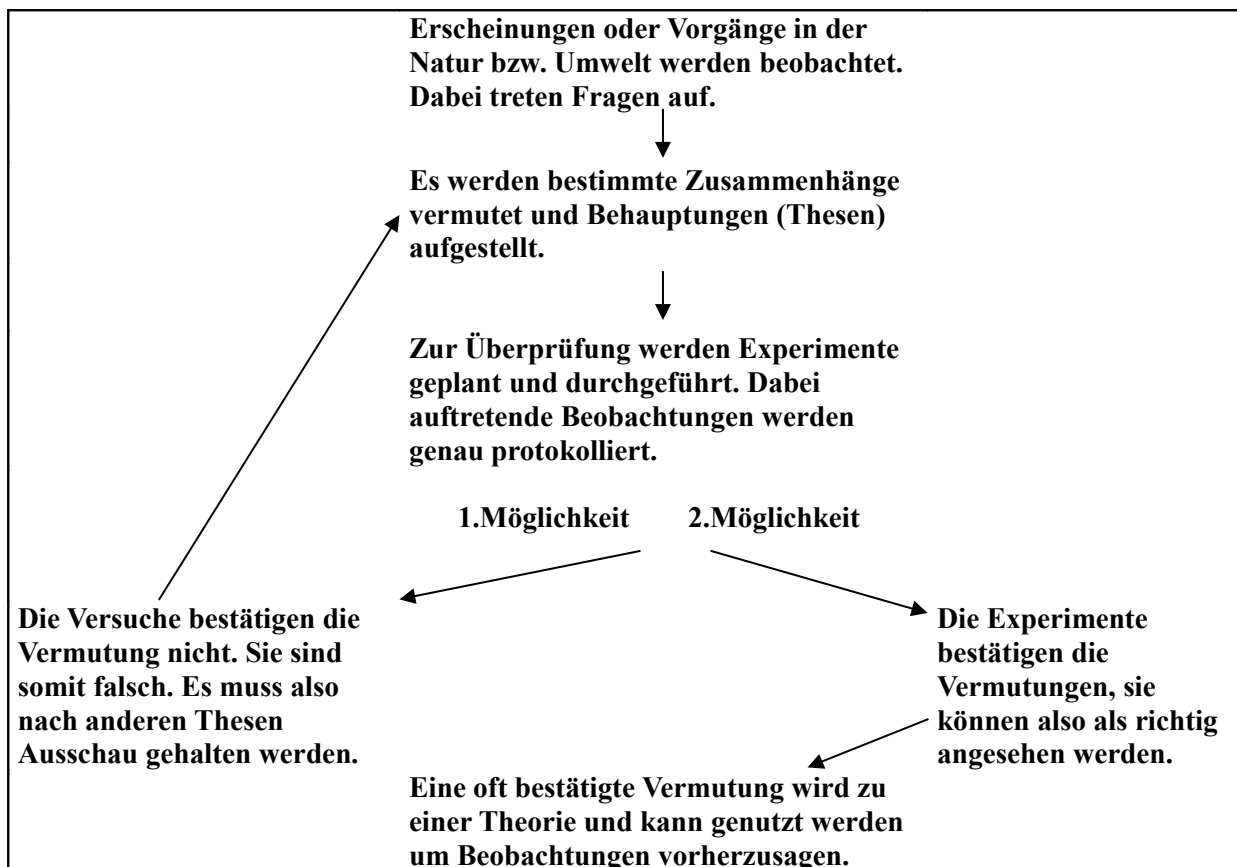 Erscheinungen oder Vorgänge in der
Natur bzw. Umwelt werden beobachtet.
Dabei treten Fragen auf.
Es werden bestimmte Zusammenhänge
vermutet und Behauptungen (Thesen)
aufgestellt.
Zur Überprüfung werden Experimente
geplant und durchgeführt. Dabei
auftretende Beobachtungen werden
genau protokolliert.
1.Möglichkeit 2.Möglichkeit
Die Versuche bestätigen die
Vermutung nicht. Sie sind
somit falsch. Es muss also
nach anderen Thesen
Ausschau gehalten werden.
Die Experimente
bestätigen die
Vermutungen, sie
können also als richtig
angesehen werden.
Eine oft bestätigte Vermutung wird zu
einer Theorie und kann genutzt werden
um Beobachtungen vorherzusagen.